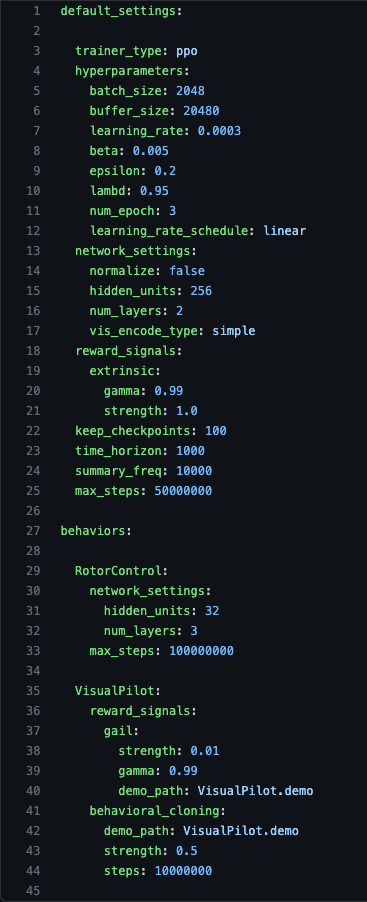 1 default_settings:
2
3   trainer_type: ppo
4   hyperparameters:
5     batch_size: 2048
6     buffer_size: 20480
7     learning_rate: 0.0003
8     beta: 0.005
9     epsilon: 0.2
10     lambd: 0.95
11     num_epoch: 3
12     learning_rate_schedule: linear
13   network_settings:
14     normalize: false
15     hidden_units: 256
16     num_layers: 2
17     vis_encode_type: simple
18   reward_signals:
19     extrinsic:
20       gamma: 0.99
21       strength: 1.0
22   keep_checkpoints: 100
23   time_horizon: 1000
24   summary_freq: 10000
25   max_steps: 50000000
26
27 behaviors:
28
29   RotorControl:
30     network_settings:
31       hidden_units: 32
32       num_layers: 3
33     max_steps: 100000000
34
35   VisualPilot:
36     reward_signals:
37       gail:
38         strength: 0.01
39         gamma: 0.99
40         demo_path: VisualPilot.demo
41     behavioral_cloning:
42       demo_path: VisualPilot.demo
43       strength: 0.5
44       steps: 10000000
45